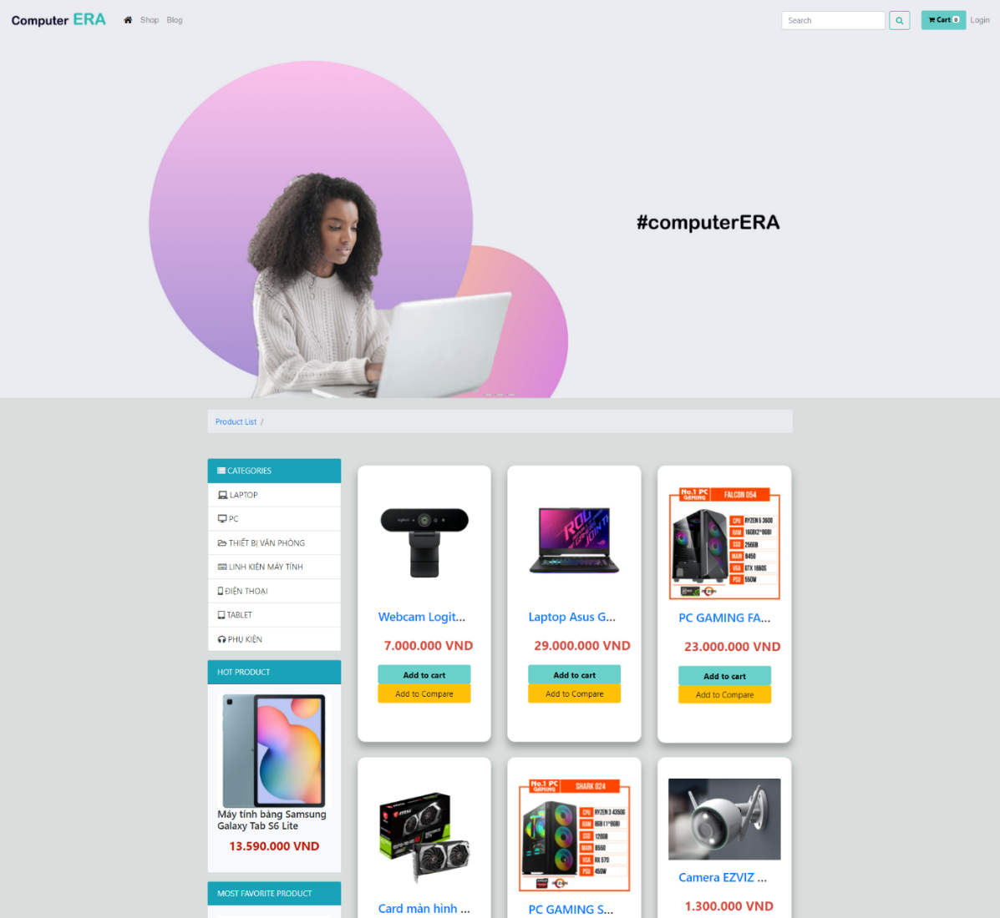 Computer ERA
Shop
Blog
Search
Cart 0
Login
#computerERA
Product List /
CATEGORIES
LAPTOP
PC
THIẾT BỊ VĂN PHÒNG
LINH KIỆN MÁY TÍNH
ĐIỆN THOẠI
TABLET
PHỤ KIỆN
HOT PRODUCT
Máy tính bảng Samsung
Galaxy Tab S6 Lite
13.590.000 VND
MOST FAVORITE PRODUCT
Webcam Logit...
7.000.000 VND
Add to cart
Add to Compare
ROG
JOIN TH
Laptop Asus G...
29.000.000 VND
Add to cart
Add to Compare
No.1 PC
GAMING
FALCON 054
CPU RYZEN 5 3600
RAM 16GB(2*8GB)
SSD 256GB
MAIN B450
VGA GTX 1660S
PSU 550W
RYZEN
PC GAMING FA...
23.000.000 VND
Add to cart
Add to Compare
msi
Card màn hình ...
No.1 PC
GAMING
SHARK 024
CPU RYZEN 3 4350G
RAM 8GB (1*8GB)
SSD 120GB
MAIN B550
VGA RX 570
PSU 450W
RYZEN
PC GAMING S...
Camera EZVIZ ...
1.300.000 VND